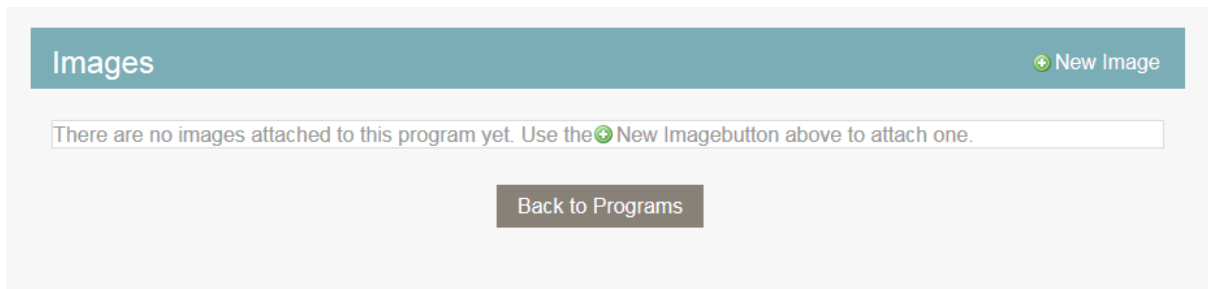 Images
New Image
There are no images attached to this program yet. Use the New Imagebutton above to attach one.
Back to Programs